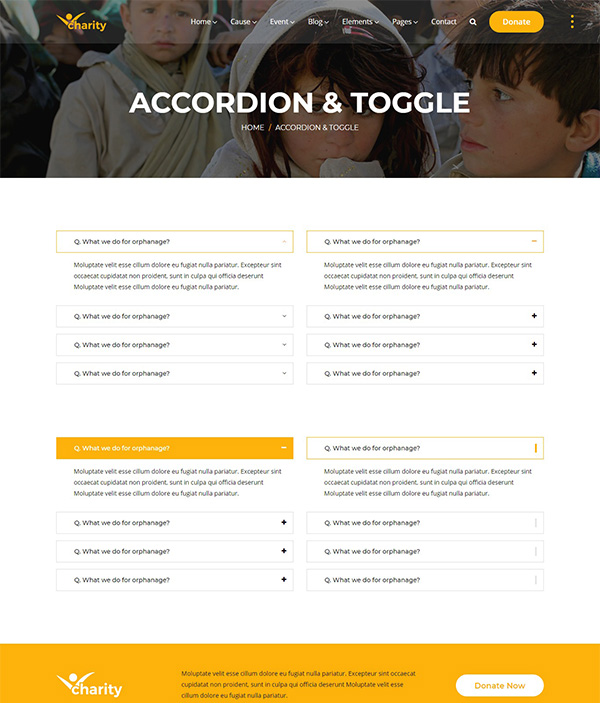 charity
Home Cause Event Blog Elements Pages Contact
Donate
ACCORDION & TOGGLE
HOME / ACCORDION & TOGGLE
Q. What we do for orphanage?
Moluptate velit esse cillum dolore eu fugiat nulla pariatur. Excepteur sint
occaecat cupidatat non proident, sunt in culpa qui officia deserunt
Moluptate velit esse cillum dolore eu fugiat nulla pariatur.
Q. What we do for orphanage?
Q. What we do for orphanage?
Q. What we do for orphanage?
Q. What we do for orphanage?
Moluptate velit esse cillum dolore eu fugiat nulla pariatur. Excepteur sint
occaecat cupidatat non proident, sunt in culpa qui officia deserunt
Moluptate velit esse cillum dolore eu fugiat nulla pariatur.
Q. What we do for orphanage?
Q. What we do for orphanage?
Q. What we do for orphanage?
Q. What we do for orphanage?
Moluptate velit esse cillum dolore eu fugiat nulla pariatur. Excepteur sint
occaecat cupidatat non proident, sunt in culpa qui officia deserunt
Moluptate velit esse cillum dolore eu fugiat nulla pariatur.
Q. What we do for orphanage?
Q. What we do for orphanage?
Q. What we do for orphanage?
Q. What we do for orphanage?
Moluptate velit esse cillum dolore eu fugiat nulla pariatur. Excepteur sint
occaecat cupidatat non proident, sunt in culpa qui officia deserunt
Moluptate velit esse cillum dolore eu fugiat nulla pariatur.
Q. What we do for orphanage?
Q. What we do for orphanage?
Q. What we do for orphanage?
charity
Moluptate velit esse cillum dolore eu fugiat nulla pariatur. Excepteur sint occaecat
cupidatat non proident, sunt in culpa qui officia deserunt Moluptate velit esse
cillum dolore eu fugiat nulla pariatur.
Donate Now